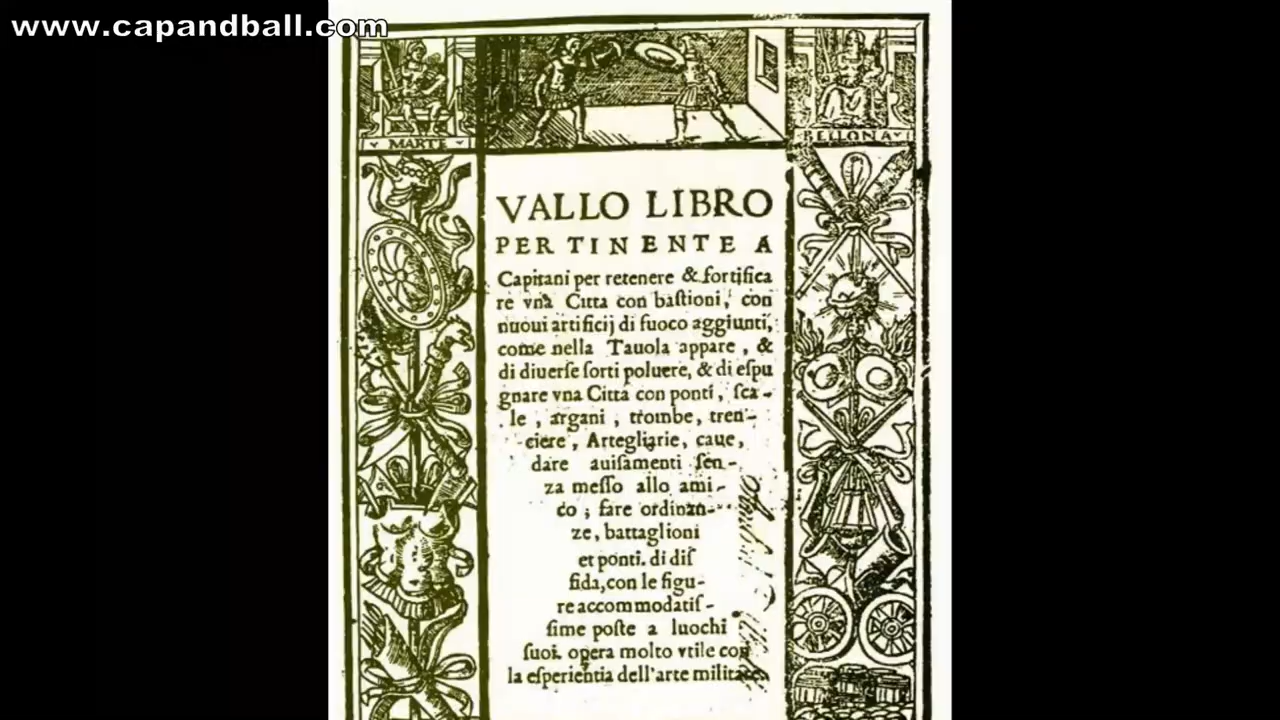 www.capandball.com
MARTE
BELLONA
VALLO LIBRO
PERTINENTE A
Capitani per retenere & fortifica
re vna Citta con bastioni, con
nuoui artificij di fuoco aggiunti,
come nella Tauola appare, &
di diuerſe ſorti poluere, & di eſpu
gnare vna Citta con ponti, ſca-
le, argani, trombe, tren-
ciere, Artegliarie, caue,
dare auiſamenti ſen-
za meſſo allo ami-
co; fare ordinan-
ze, battaglioni
et ponti. di diſ
fida, con le figu-
re accommodatiſ-
ſime poſte a luochi
ſuoi. opera molto vtile con
la eſperientia dell'arte militare.